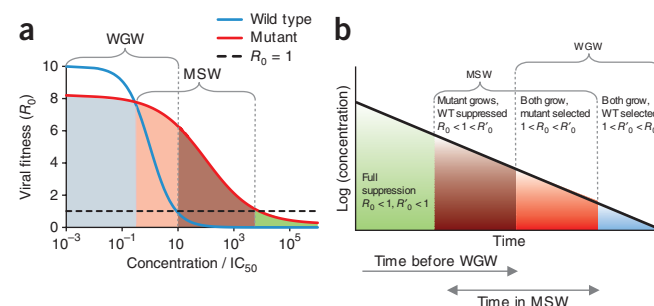 a
Wild type
Mutant
R0 = 1
WGW
MSW
Viral fitness (R0)
10
8
6
4
2
0
10−3
10−1
10
103
105
Concentration / IC50
b
WGW
MSW
Mutant grows,
WT suppressed
R0 < 1 < R′0
Both grow,
mutant selected
1 < R0 < R′0
Both grow,
WT selected
1 < R′0 < R0
Full
suppression
R0 < 1, R′0 < 1
Log (concentration)
Time
Time before WGW
Time in MSW